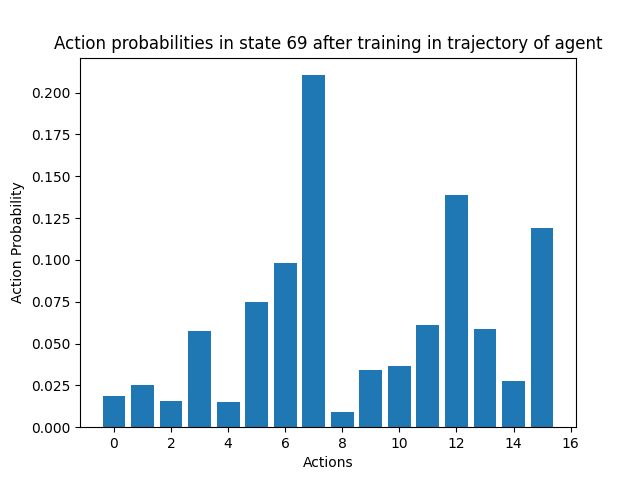 Action probabilities in state 69 after training in trajectory of agent
Action Probability
0.200
0.175
0.150
0.125
0.100
0.075
0.050
0.025
0.000
0 2 4 6 8 10 12 14 16
Actions